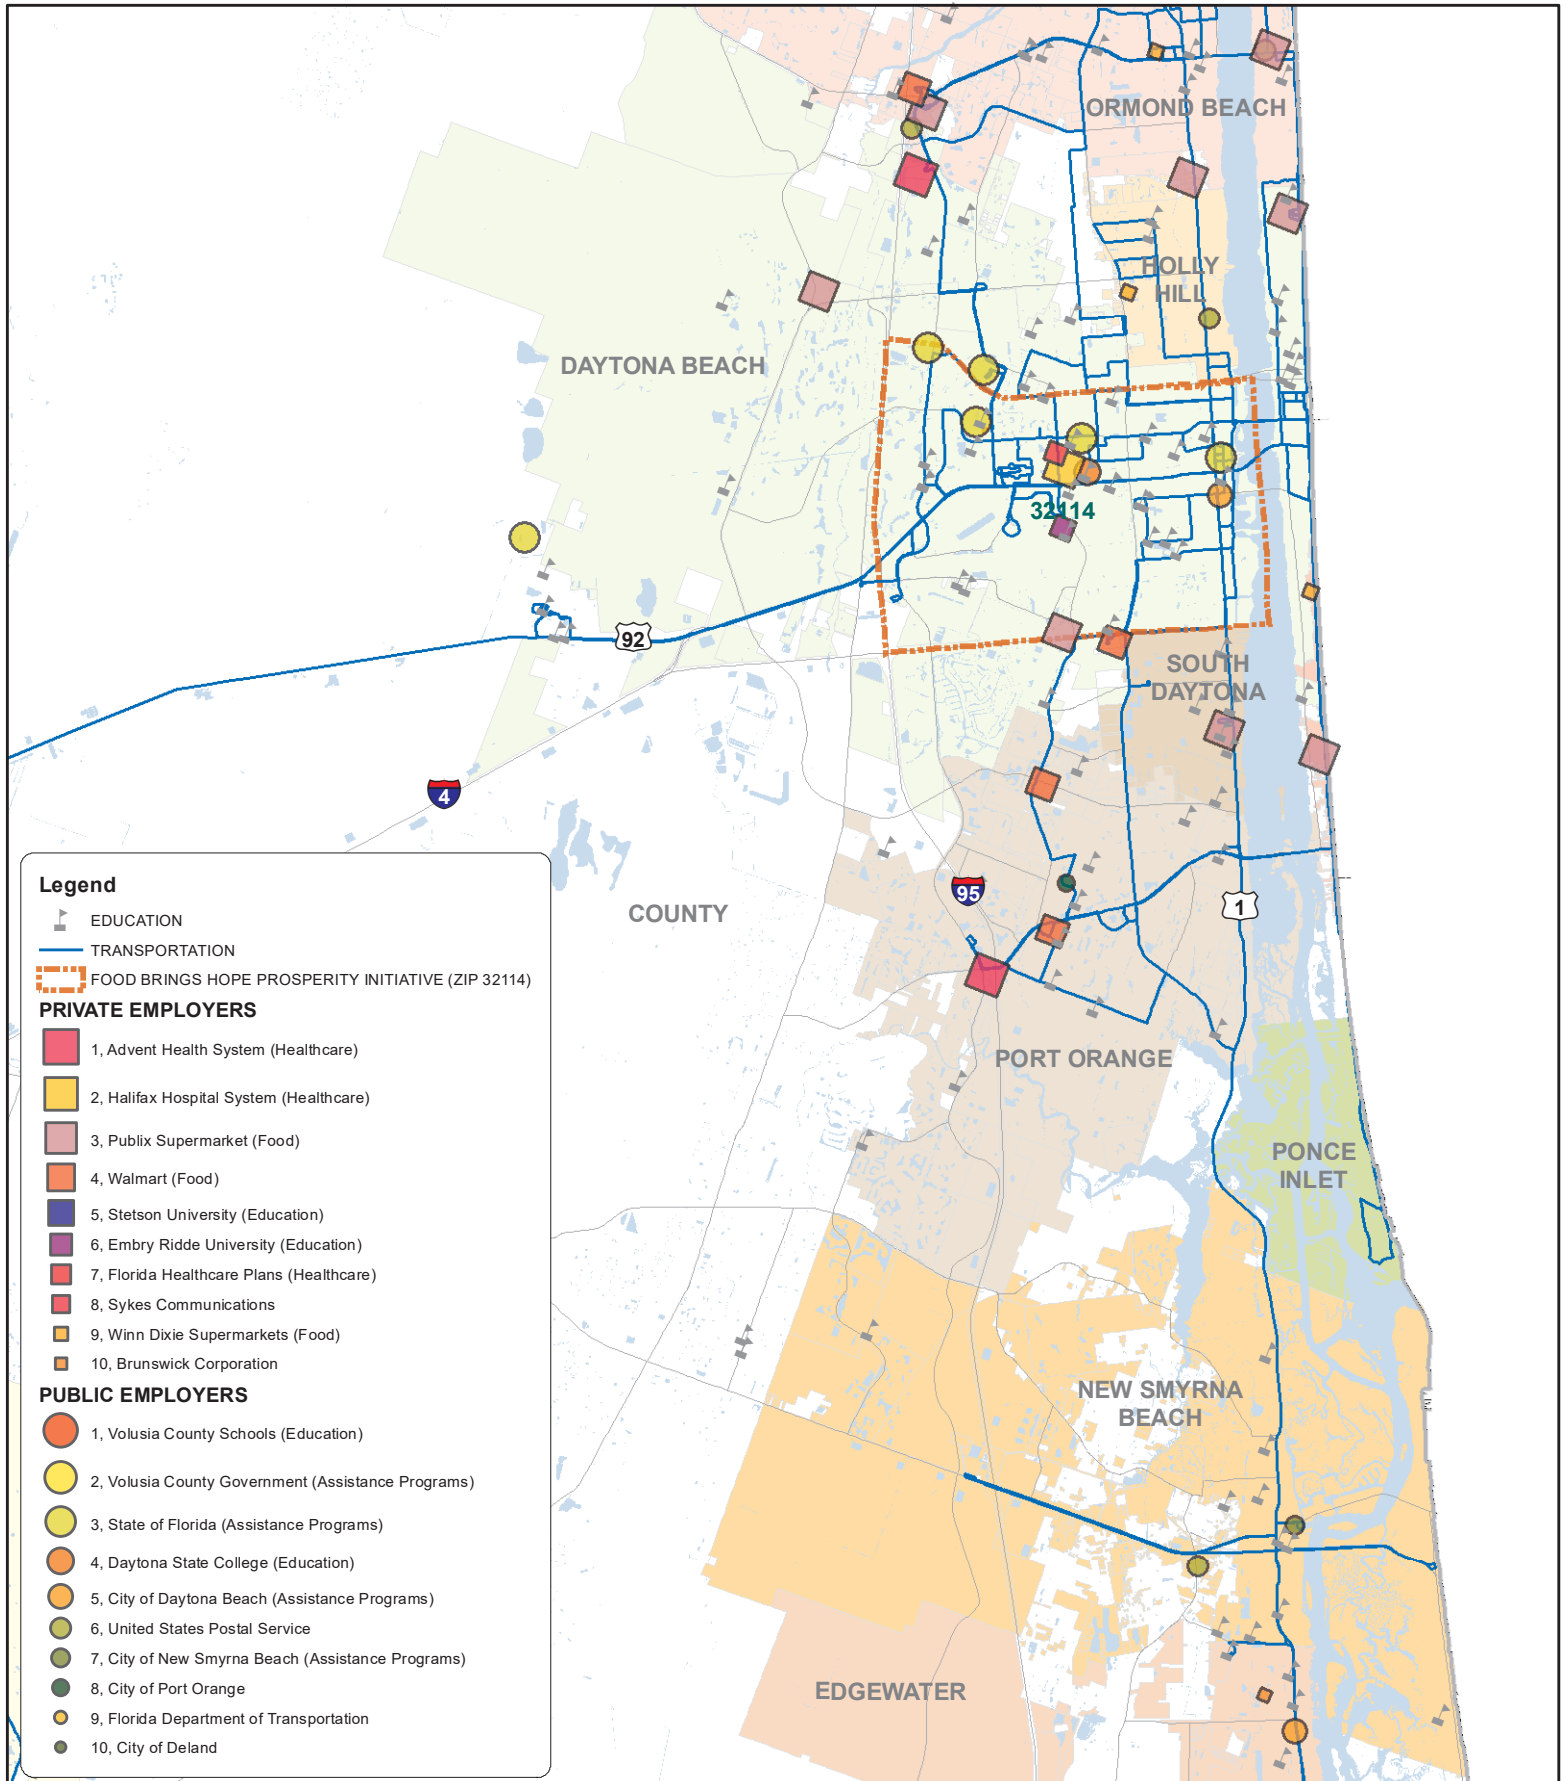 ORMOND BEACH
HOLLY
HILL
DAYTONA BEACH
32114
92
SOUTH
DAYTONA
4
95
COUNTY
1
PORT ORANGE
PONCE
INLET
NEW SMYRNA
BEACH
EDGEWATER
Legend
EDUCATION
TRANSPORTATION
FOOD BRINGS HOPE PROSPERITY INITIATIVE (ZIP 32114)
PRIVATE EMPLOYERS
1, Advent Health System (Healthcare)
2, Halifax Hospital System (Healthcare)
3, Publix Supermarket (Food)
4, Walmart (Food)
5, Stetson University (Education)
6, Embry Ridde University (Education)
7, Florida Healthcare Plans (Healthcare)
8, Sykes Communications
9, Winn Dixie Supermarkets (Food)
10, Brunswick Corporation
PUBLIC EMPLOYERS
1, Volusia County Schools (Education)
2, Volusia County Government (Assistance Programs)
3, State of Florida (Assistance Programs)
4, Daytona State College (Education)
5, City of Daytona Beach (Assistance Programs)
6, United States Postal Service
7, City of New Smyrna Beach (Assistance Programs)
8, City of Port Orange
9, Florida Department of Transportation
10, City of Deland